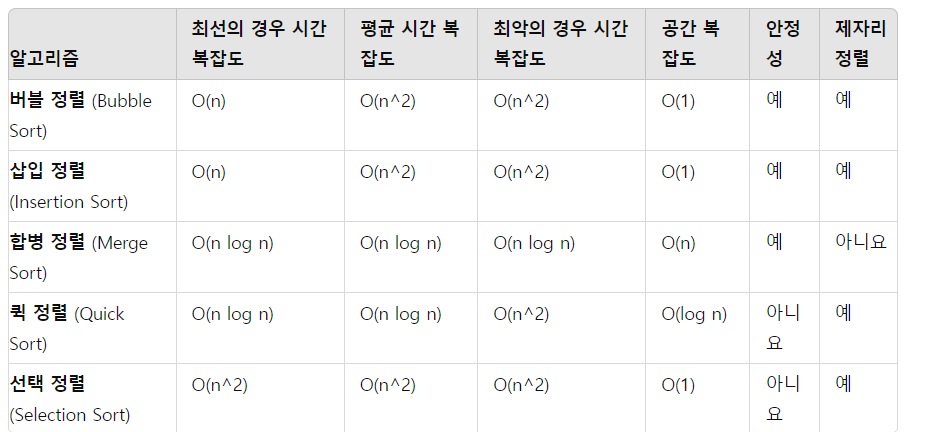 알고리즘 최선의 경우 시간 복잡도 평균 시간 복잡도 최악의 경우 시간 복잡도 공간 복잡도 안정성 제자리 정렬
버블 정렬 (Bubble Sort) O(n) O(n^2) O(n^2) O(1) 예 예
삽입 정렬 (Insertion Sort) O(n) O(n^2) O(n^2) O(1) 예 예
합병 정렬 (Merge Sort) O(n log n) O(n log n) O(n log n) O(n) 예 아니요
퀵 정렬 (Quick Sort) O(n log n) O(n log n) O(n^2) O(log n) 아니요 예
선택 정렬 (Selection Sort) O(n^2) O(n^2) O(n^2) O(1) 아니요 예